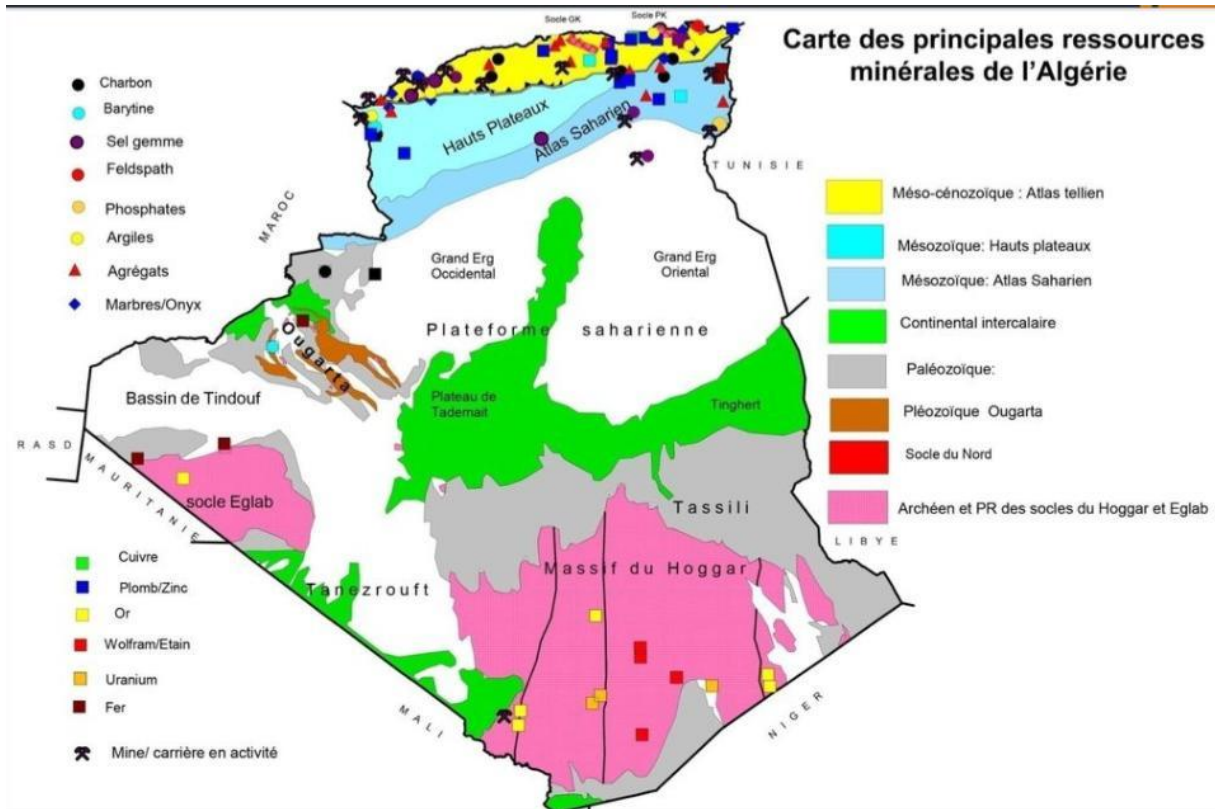 Carte des principales ressources
minérales de l'Algérie
Socle GK
Socle PK
Charbon
Barytine
Sel gemme
Feldspath
Phosphates
Argiles
Agrégats
Marbres/Onyx
Hauts Plateaux
Atlas Saharien
TUNISIE
MAROC
Grand Erg
Occidental
Grand Erg
Oriental
Plateforme saharienne
Ougarta
Bassin de Tindouf
Plateau de
Tademait
Tinghert
RASD
MAURITANIE
socle Eglab
Tassili
LIBYE
Massif du Hoggar
Tanezrouft
MALI
NIGER
Méso-cénozoïque : Atlas tellien
Mésozoïque: Hauts plateaux
Mésozoïque: Atlas Saharien
Continental intercalaire
Paléozoïque:
Pléozoïque Ougarta
Socle du Nord
Archéen et PR des socles du Hoggar et Eglab
Cuivre
Plomb/Zinc
Or
Wolfram/Etain
Uranium
Fer
Mine/ carrière en activité